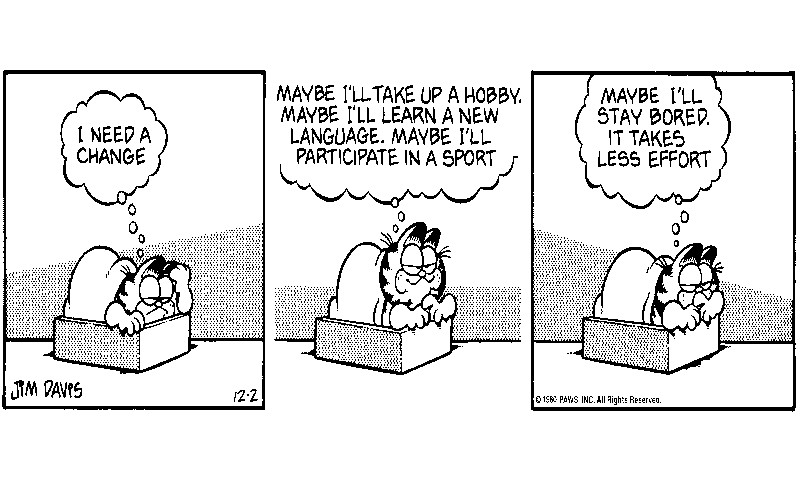 I NEED A
CHANGE
JIM DAVIS
12-2
MAYBE I'LL TAKE UP A HOBBY.
MAYBE I'LL LEARN A NEW
LANGUAGE. MAYBE I'LL
PARTICIPATE IN A SPORT
MAYBE I'LL
STAY BORED.
IT TAKES
LESS EFFORT
© 1980 PAWS, INC. All Rights Reserved.